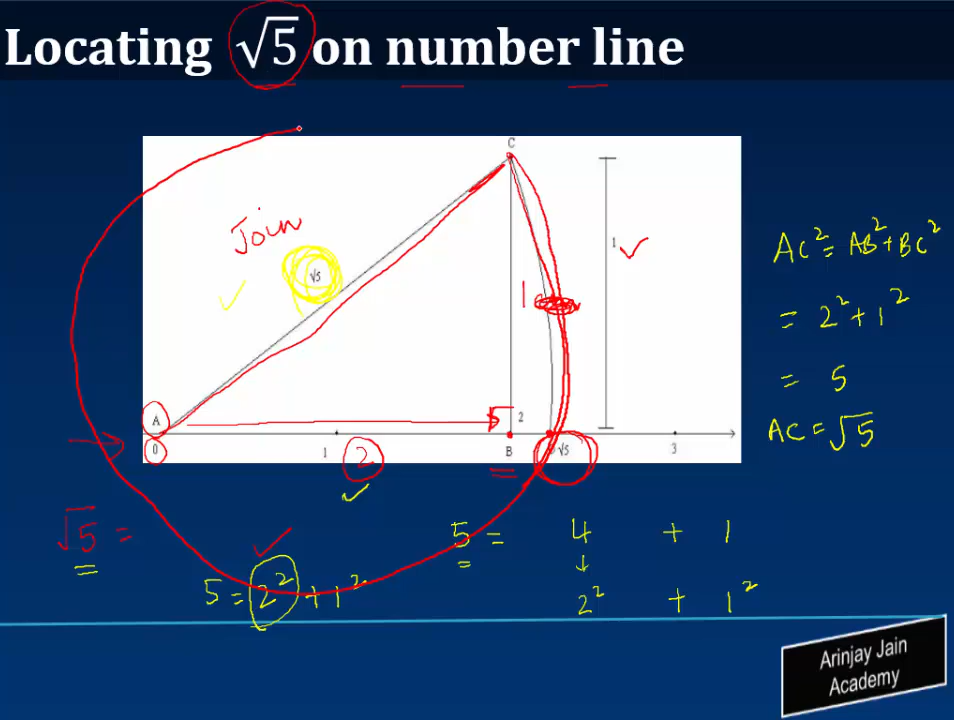 Locating √5 on number line
C
Join
√5
1
1
AC² = AB² + BC²
= 2² + 1²
= 5
AC = √5
A
2
0
1
2
B
√5
3
√5 =
5 = 4 + 1
5 = 2² + 1²
2² + 1²
Arinjay Jain
Academy